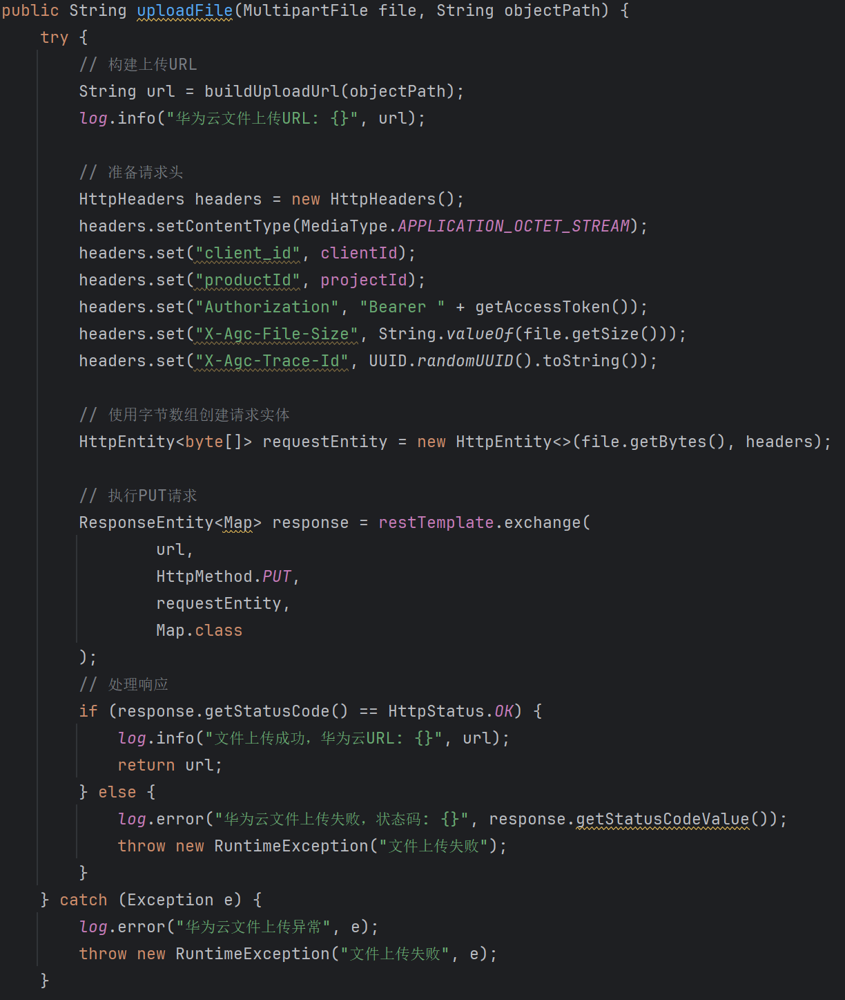 public String uploadFile(MultipartFile file, String objectPath) {
try {
// 构建上传URL
String url = buildUploadUrl(objectPath);
log.info("华为云文件上传URL: {}", url);
// 准备请求头
HttpHeaders headers = new HttpHeaders();
headers.setContentType(MediaType.APPLICATION_OCTET_STREAM);
headers.set("client_id", clientId);
headers.set("productId", projectId);
headers.set("Authorization", "Bearer " + getAccessToken());
headers.set("X-Agc-File-Size", String.valueOf(file.getSize()));
headers.set("X-Agc-Trace-Id", UUID.randomUUID().toString());
// 使用字节数组创建请求实体
HttpEntity<byte[]> requestEntity = new HttpEntity<>(file.getBytes(), headers);
// 执行PUT请求
ResponseEntity<Map> response = restTemplate.exchange(
url,
HttpMethod.PUT,
requestEntity,
Map.class
);
// 处理响应
if (response.getStatusCode() == HttpStatus.OK) {
log.info("文件上传成功，华为云URL: {}", url);
return url;
} else {
log.error("华为云文件上传失败，状态码: {}", response.getStatusCodeValue());
throw new RuntimeException("文件上传失败");
}
} catch (Exception e) {
log.error("华为云文件上传异常", e);
throw new RuntimeException("文件上传失败", e);
}